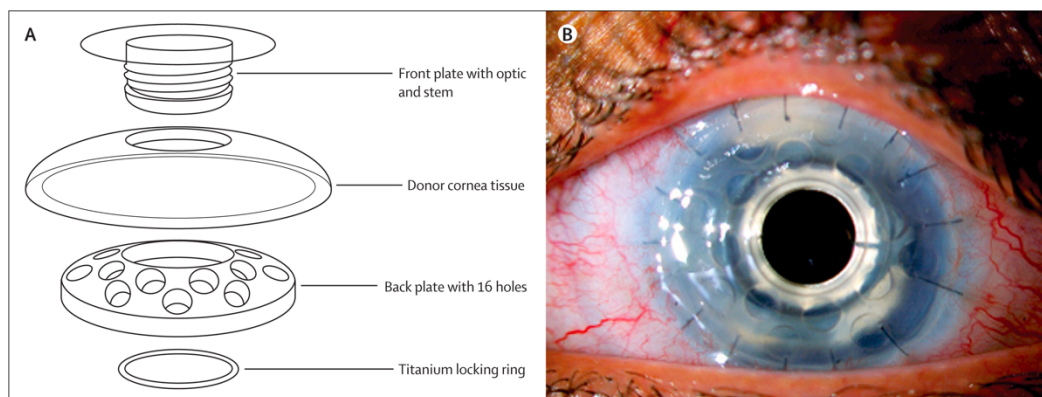 A
Front plate with optic
and stem
Donor cornea tissue
Back plate with 16 holes
Titanium locking ring
B